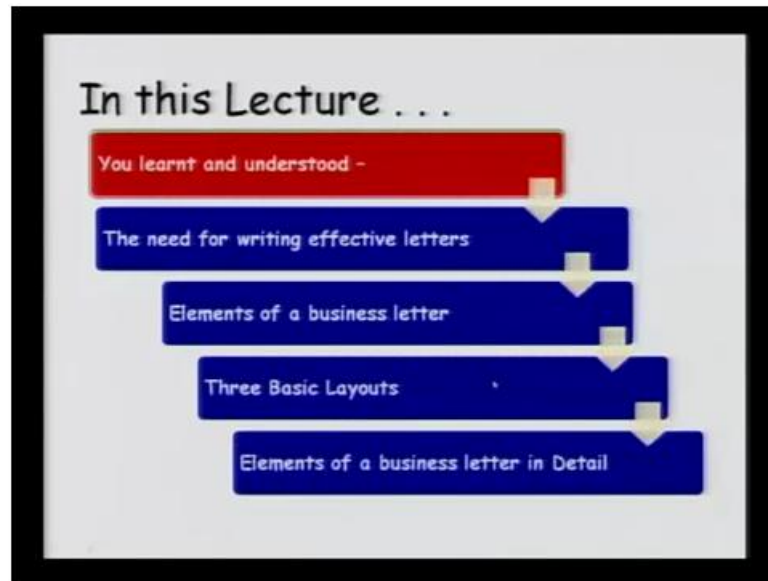 In this Lecture . . .
You learnt and understood -
The need for writing effective letters
Elements of a business letter
Three Basic Layouts
Elements of a business letter in Detail